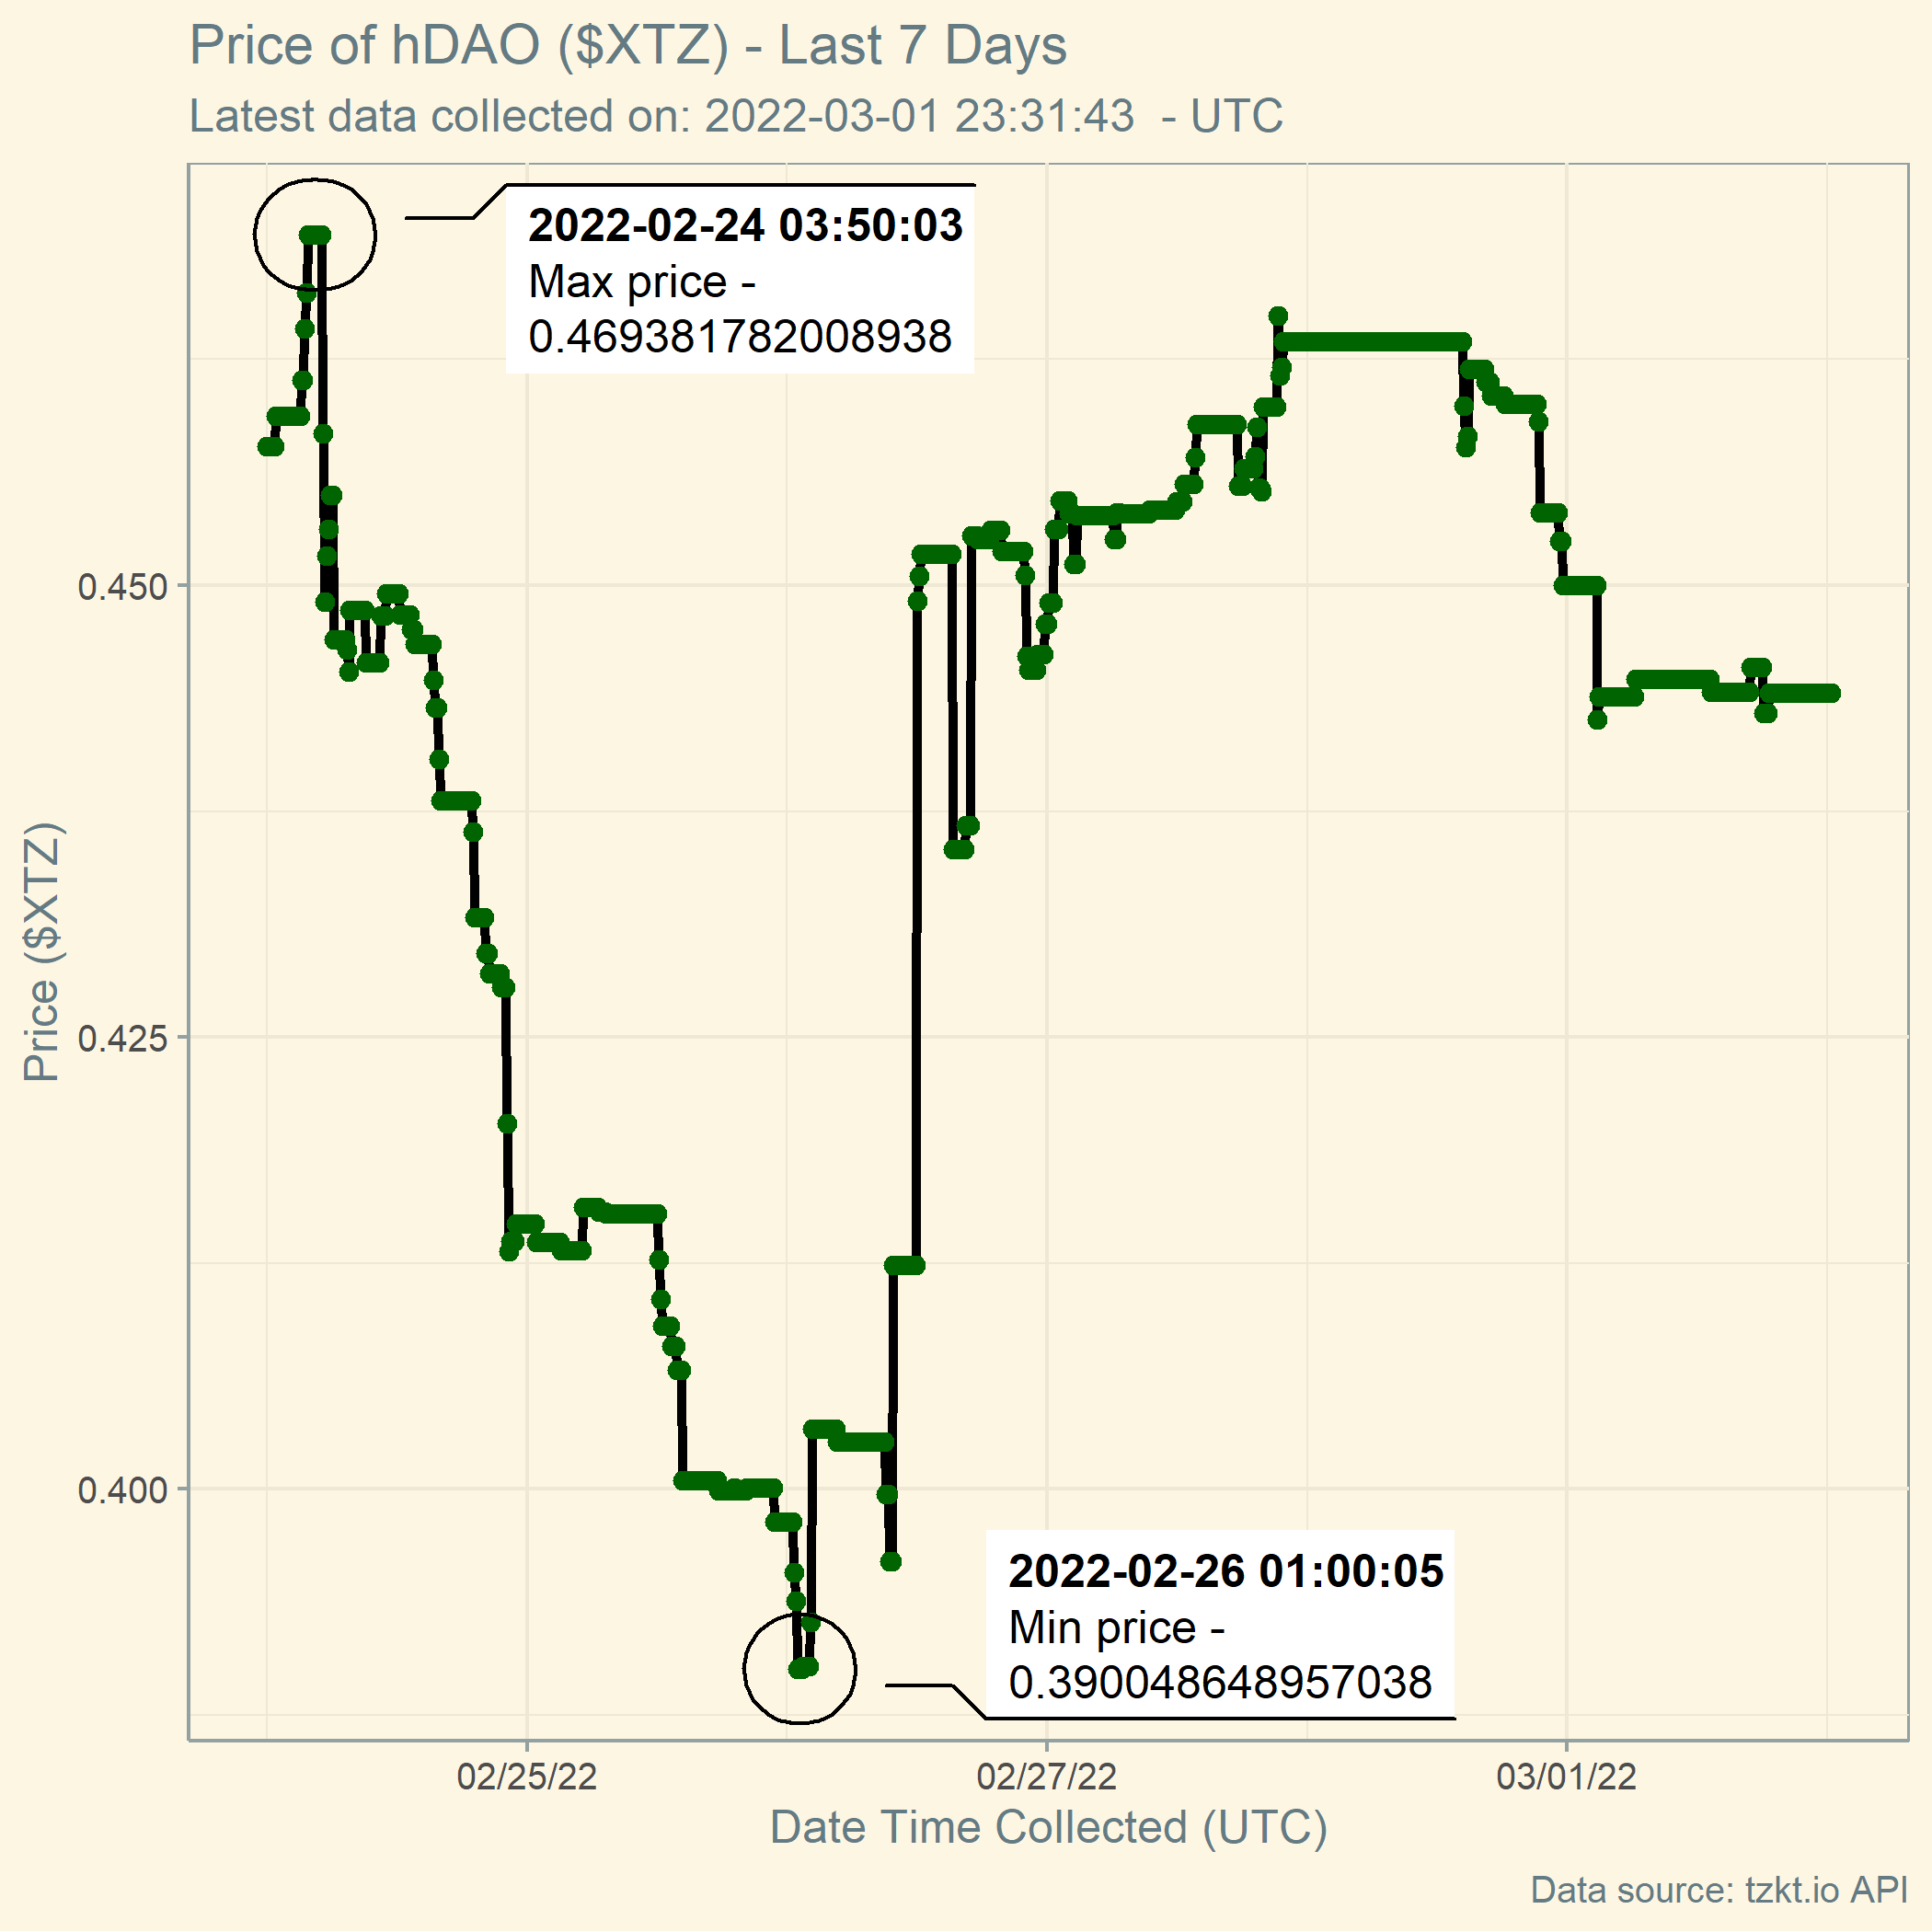 Price of hDAO ($XTZ) - Last 7 Days
Latest data collected on: 2022-03-01 23:31:43  - UTC
2022-02-24 03:50:03
Max price -
0.469381782008938
0.450
0.425
0.400
Price ($XTZ)
2022-02-26 01:00:05
Min price -
0.390048648957038
02/25/22
02/27/22
03/01/22
Date Time Collected (UTC)
Data source: tzkt.io API